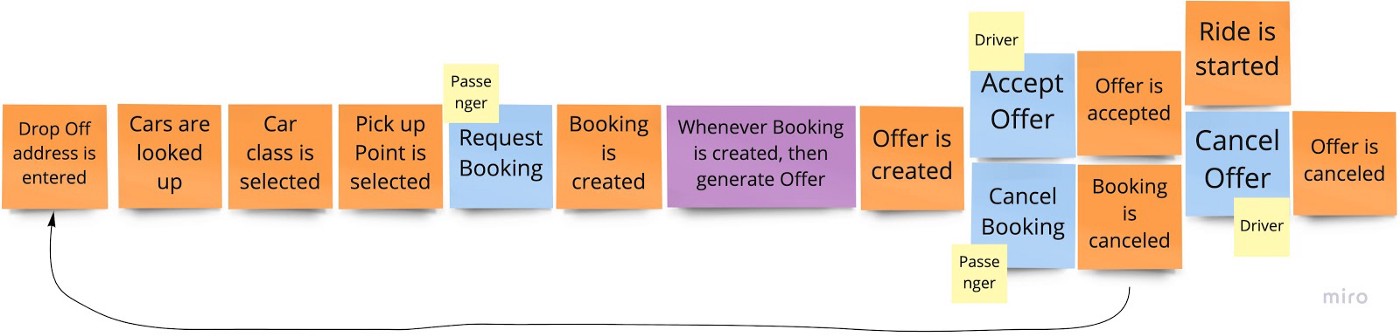 Drop Off
address is
entered
Cars are
looked
up
Car
class is
selected
Pick up
Point is
selected
Passe
nger
Request
Booking
Booking
is
created
Whenever Booking
is created, then
generate Offer
Offer is
created
Driver
Accept
Offer
Offer is
accepted
Cancel
Booking
Passe
nger
Booking
is
canceled
Ride is
started
Cancel
Offer
Driver
Offer is
canceled
miro